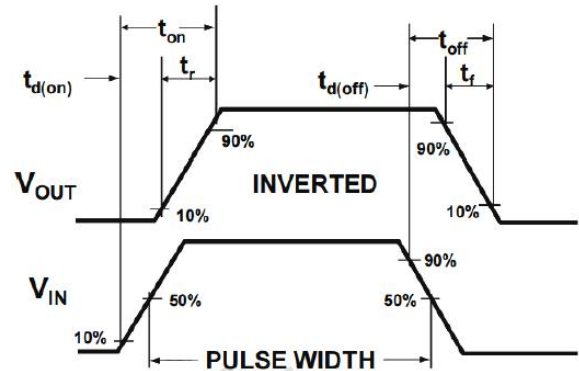 ton
toff
tr
tf
td(on)
td(off)
90%
90%
VOUT
INVERTED
10%
10%
90%
VIN
50%
50%
10%
PULSE WIDTH